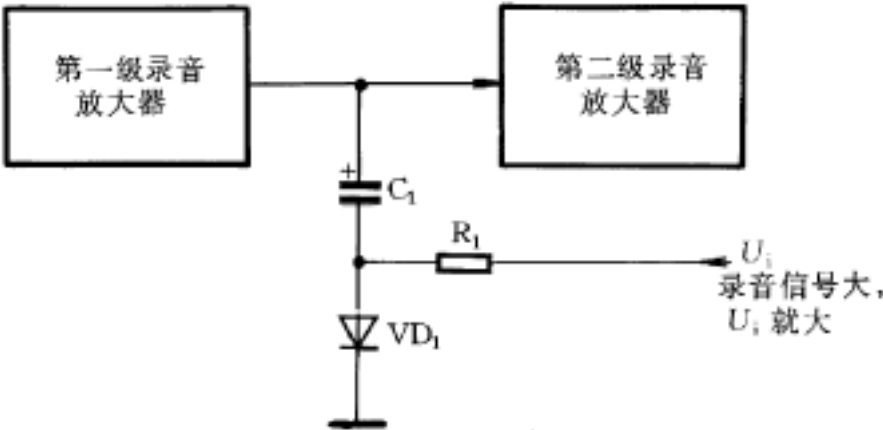 第一级录音
放大器
第二级录音
放大器
+
C₁
R₁
Uᵢ
录音信号大，
Uᵢ 就大
VD₁